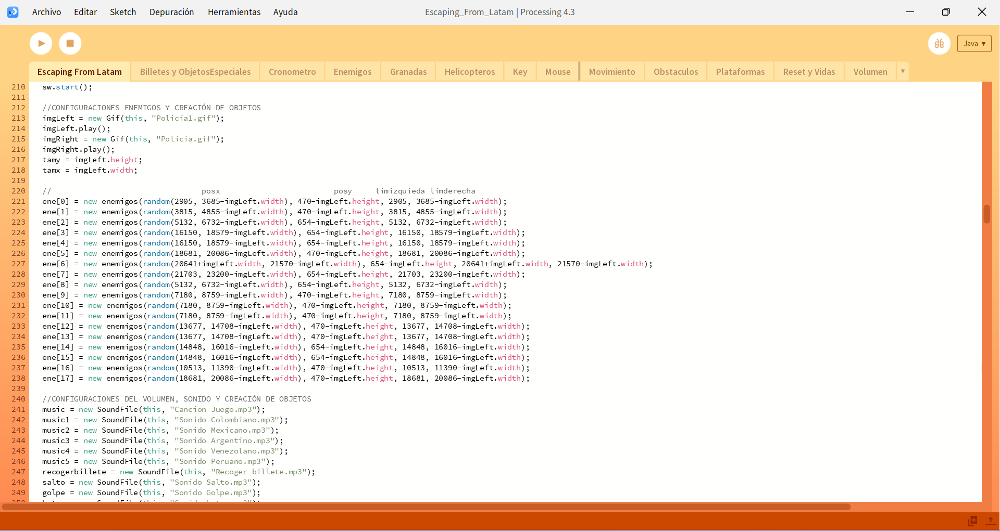 Archivo Editar Sketch Depuración Herramientas Ayuda Escaping_From_Latam | Processing 4.3
Java ▾
Escaping From Latam Billetes y ObjetosEspeciales Cronometro Enemigos Granadas Helicopteros Key Mouse Movimiento Obstaculos Plataformas Reset y Vidas Volumen ▾
210 sw.start();
211
212 //CONFIGURACIONES ENEMIGOS Y CREACIÓN DE OBJETOS
213 imgLeft = new Gif(this, "Policia1.gif");
214 imgLeft.play();
215 imgRight = new Gif(this, "Policia.gif");
216 imgRight.play();
217 tamy = imgLeft.height;
218 tamx = imgLeft.width;
219
220 // posx posy limizquieda limderecha
221 ene[0] = new enemigos(random(2905, 3685-imgLeft.width), 470-imgLeft.height, 2905, 3685-imgLeft.width);
222 ene[1] = new enemigos(random(3815, 4855-imgLeft.width), 470-imgLeft.height, 3815, 4855-imgLeft.width);
223 ene[2] = new enemigos(random(5132, 6732-imgLeft.width), 654-imgLeft.height, 5132, 6732-imgLeft.width);
224 ene[3] = new enemigos(random(16150, 18579-imgLeft.width), 654-imgLeft.height, 16150, 18579-imgLeft.width);
225 ene[4] = new enemigos(random(16150, 18579-imgLeft.width), 654-imgLeft.height, 16150, 18579-imgLeft.width);
226 ene[5] = new enemigos(random(18681, 20086-imgLeft.width), 470-imgLeft.height, 18681, 20086-imgLeft.width);
227 ene[6] = new enemigos(random(20641+imgLeft.width, 21570-imgLeft.width), 654-imgLeft.height, 20641+imgLeft.width, 21570-imgLeft.width);
228 ene[7] = new enemigos(random(21703, 23200-imgLeft.width), 654-imgLeft.height, 21703, 23200-imgLeft.width);
229 ene[8] = new enemigos(random(5132, 6732-imgLeft.width), 654-imgLeft.height, 5132, 6732-imgLeft.width);
230 ene[9] = new enemigos(random(7180, 8759-imgLeft.width), 470-imgLeft.height, 7180, 8759-imgLeft.width);
231 ene[10] = new enemigos(random(7180, 8759-imgLeft.width), 470-imgLeft.height, 7180, 8759-imgLeft.width);
232 ene[11] = new enemigos(random(7180, 8759-imgLeft.width), 470-imgLeft.height, 7180, 8759-imgLeft.width);
233 ene[12] = new enemigos(random(13677, 14708-imgLeft.width), 470-imgLeft.height, 13677, 14708-imgLeft.width);
234 ene[13] = new enemigos(random(13677, 14708-imgLeft.width), 470-imgLeft.height, 13677, 14708-imgLeft.width);
235 ene[14] = new enemigos(random(14848, 16016-imgLeft.width), 654-imgLeft.height, 14848, 16016-imgLeft.width);
236 ene[15] = new enemigos(random(14848, 16016-imgLeft.width), 654-imgLeft.height, 14848, 16016-imgLeft.width);
237 ene[16] = new enemigos(random(10513, 11390-imgLeft.width), 470-imgLeft.height, 10513, 11390-imgLeft.width);
238 ene[17] = new enemigos(random(18681, 20086-imgLeft.width), 470-imgLeft.height, 18681, 20086-imgLeft.width);
239
240 //CONFIGURACIONES DEL VOLUMEN, SONIDO Y CREACIÓN DE OBJETOS
241 music = new SoundFile(this, "Cancion Juego.mp3");
242 music1 = new SoundFile(this, "Sonido Colombiano.mp3");
243 music2 = new SoundFile(this, "Sonido Mexicano.mp3");
244 music3 = new SoundFile(this, "Sonido Argentino.mp3");
245 music4 = new SoundFile(this, "Sonido Venezolano.mp3");
246 music5 = new SoundFile(this, "Sonido Peruano.mp3");
247 recogerbillete = new SoundFile(this, "Recoger billete.mp3");
248 salto = new SoundFile(this, "Sonido Salto.mp3");
249 golpe = new SoundFile(this, "Sonido Golpe.mp3");